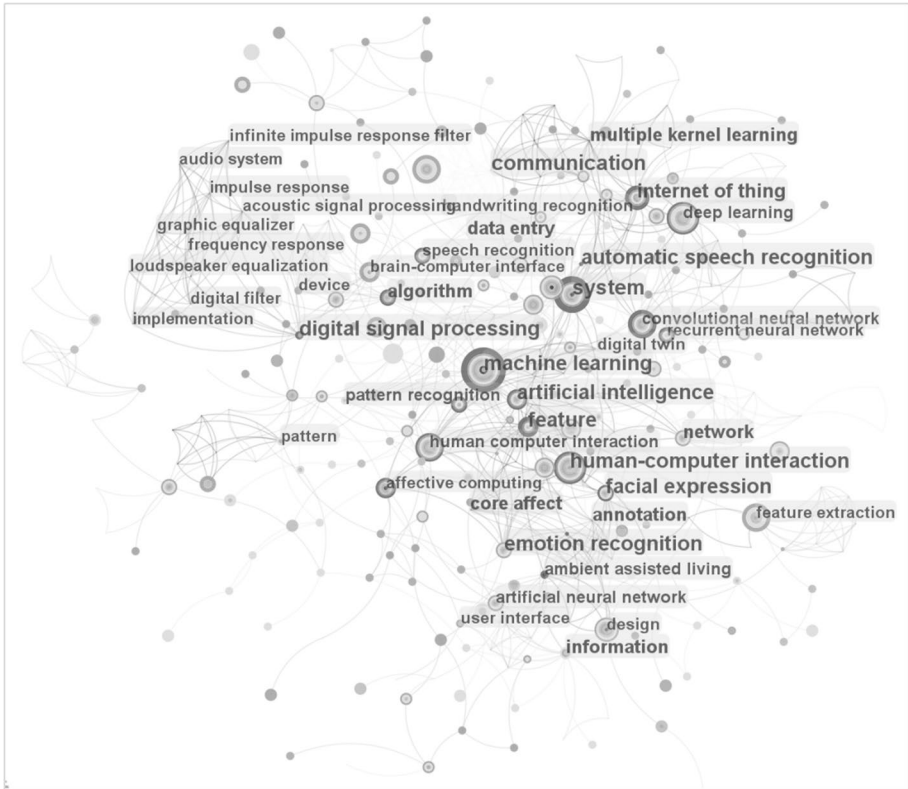 infinite impulse response filter
multiple kernel learning
audio system
communication
impulse response
internet of thing
acoustic signal processing
handwriting recognition
deep learning
graphic equalizer
data entry
frequency response
speech recognition
automatic speech recognition
loudspeaker equalization
brain-computer interface
device
algorithm
system
digital filter
implementation
convolutional neural network
digital signal processing
recurrent neural network
digital twin
machine learning
pattern recognition
artificial intelligence
feature
network
pattern
human computer interaction
human-computer interaction
affective computing
facial expression
core affect
annotation
feature extraction
emotion recognition
ambient assisted living
artificial neural network
user interface
design
information